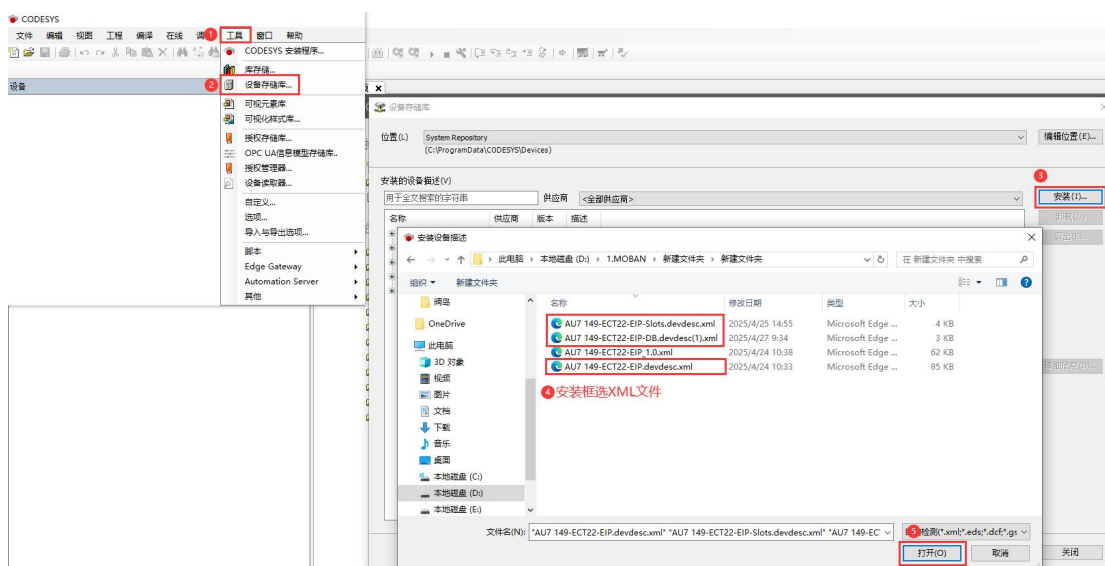 CODESYS
文件 编辑 视图 工程 编译 在线 1 工具 窗口 帮助
CODESYS 安装程序...
库存储...
2 设备存储库...
可视元素库
可视化样式库...
授权存储库...
OPC UA信息模型存储库..
授权管理器...
设备读取器...
自定义...
选项...
导入与导出选项...
脚本
Edge Gateway
Automation Server
其他
设备
设备存储库
位置(L) System Repository 编辑位置(E)...
(C:\ProgramData\CODESYS\Devices)
安装的设备描述(V)
3
用于全文搜索的字符串 供应商 <全部供应商> 安装(I)...
名称 供应商 版本 描述
安装设备描述
此电脑 › 本地磁盘 (D:) › 1.MOBAN › 新建文件夹 › 新建文件夹 在 新建文件夹 中搜索
组织 新建文件夹
阀岛
OneDrive
此电脑
3D 对象
视频
图片
文档
下载
音乐
桌面
本地磁盘 (C:)
本地磁盘 (D:)
本地磁盘 (E:)
名称 修改日期 类型 大小
AU7 149-ECT22-EIP-Slots.devdesc.xml 2025/4/25 14:55 Microsoft Edge ... 4 KB
AU7 149-ECT22-EIP-DB.devdesc(1).xml 2025/4/27 9:34 Microsoft Edge ... 3 KB
AU7 149-ECT22-EIP_1.0.xml 2025/4/24 10:38 Microsoft Edge ... 62 KB
AU7 149-ECT22-EIP.devdesc.xml 2025/4/24 10:33 Microsoft Edge ... 85 KB
4 安装框选XML文件
文件名(N): "AU7 149-ECT22-EIP.devdesc.xml" "AU7 149-ECT22-EIP-Slots.devdesc.xml" "AU7 149-EC 5 检测(*.xml;*.eds;*.dcf;*.gs
打开(O) 取消 关闭